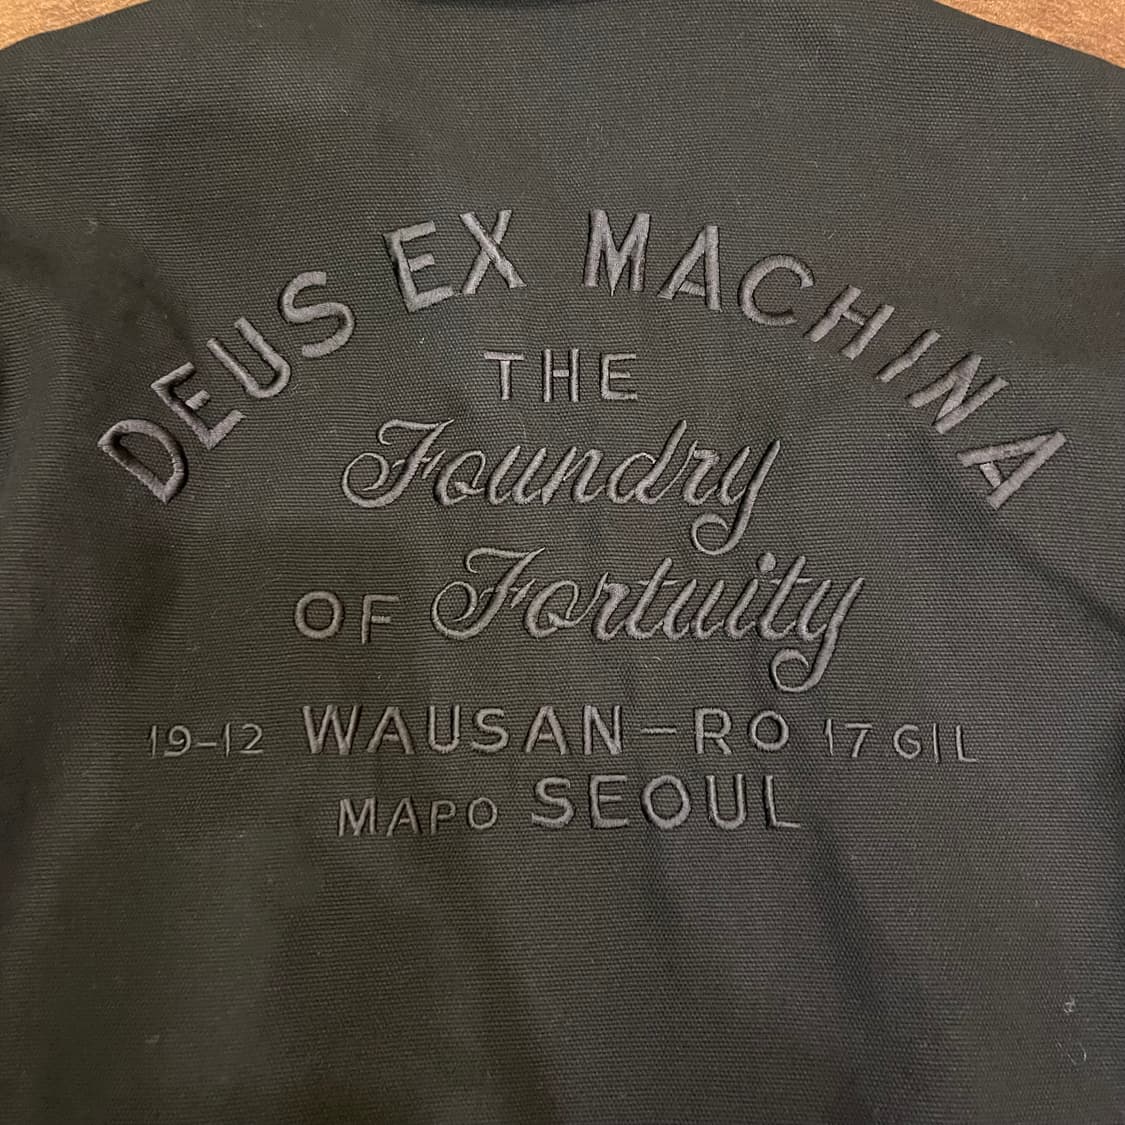 DEUS EX MACHINA
THE
Foundry
OF Fortuity
19-12 WAUSAN-RO 17 GIL
MAPO SEOUL